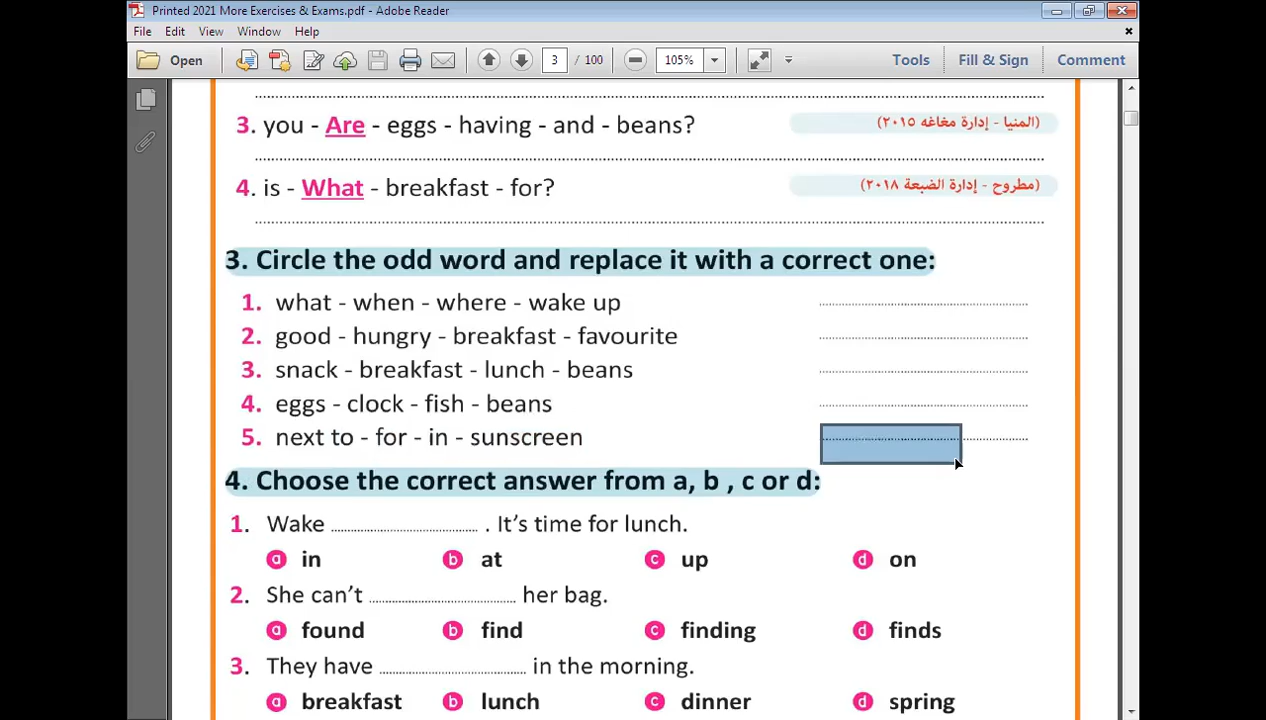 Printed 2021 More Exercises & Exams.pdf - Adobe Reader
File Edit View Window Help
Open 3 / 100 105% Tools Fill & Sign Comment
3. you - Are - eggs - having - and - beans? (المنيا - إدارة مغاغه ٢٠١٥)
4. is - What - breakfast - for? (مطروح - إدارة الضبعة ٢٠١٨)
3. Circle the odd word and replace it with a correct one:
1. what - when - where - wake up
2. good - hungry - breakfast - favourite
3. snack - breakfast - lunch - beans
4. eggs - clock - fish - beans
5. next to - for - in - sunscreen
4. Choose the correct answer from a, b , c or d:
1. Wake .................................... . It’s time for lunch.
a in b at c up d on
2. She can’t .................................... her bag.
a found b find c finding d finds
3. They have .................................... in the morning.
a breakfast b lunch c dinner d spring